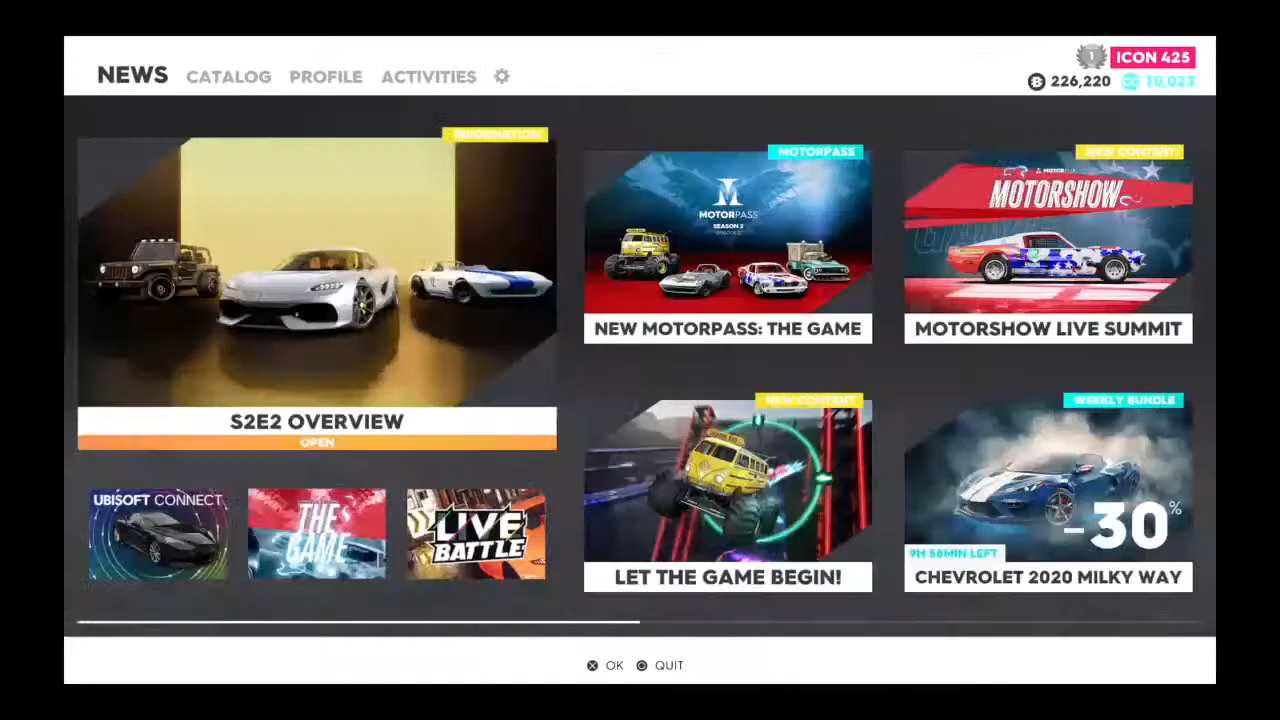 NEWS CATALOG PROFILE ACTIVITIES
ICON 425
226,220 10,023
INFORMATION
S2E2 OVERVIEW
OPEN
UBISOFT CONNECT
THE
GAME
LIVE
BATTLE
MOTORPASS
MOTORPASS
SEASON 2
NEW MOTORPASS: THE GAME
NEW CONTENT
MOTORSHOW
MOTORSHOW LIVE SUMMIT
NEW CONTENT
LET THE GAME BEGIN!
WEEKLY BUNDLE
-30%
9H 58MIN LEFT
CHEVROLET 2020 MILKY WAY
OK QUIT